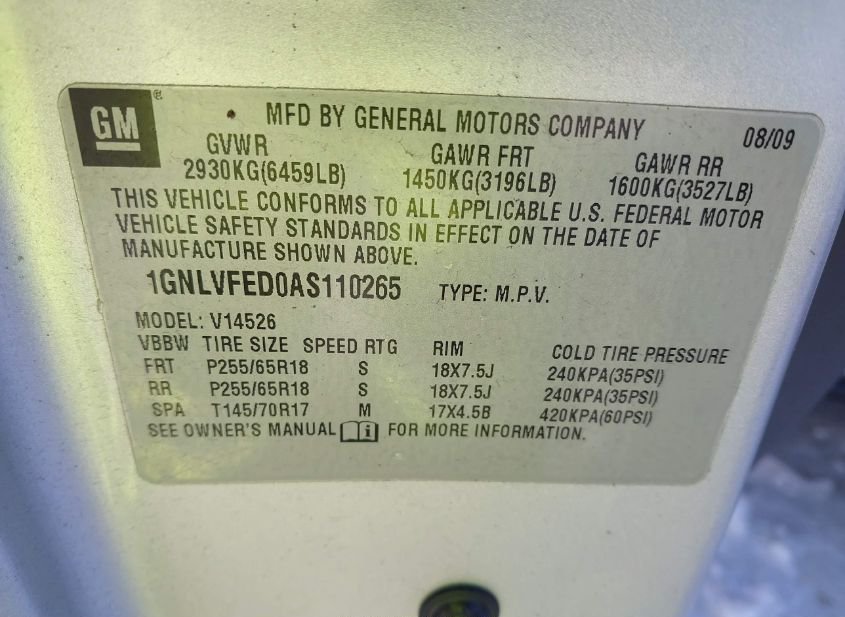 GM ®
MFD BY GENERAL MOTORS COMPANY 08/09
GVWR GAWR FRT GAWR RR
2930KG(6459LB) 1450KG(3196LB) 1600KG(3527LB)
THIS VEHICLE CONFORMS TO ALL APPLICABLE U.S. FEDERAL MOTOR
VEHICLE SAFETY STANDARDS IN EFFECT ON THE DATE OF
MANUFACTURE SHOWN ABOVE.
1GNLVFED0AS110265 TYPE: M.P.V.
MODEL: V14526
VBBW TIRE SIZE SPEED RTG RIM COLD TIRE PRESSURE
FRT P255/65R18 S 18X7.5J 240KPA(35PSI)
RR P255/65R18 S 18X7.5J 240KPA(35PSI)
SPA T145/70R17 M 17X4.5B 420KPA(60PSI)
SEE OWNER'S MANUAL i FOR MORE INFORMATION.